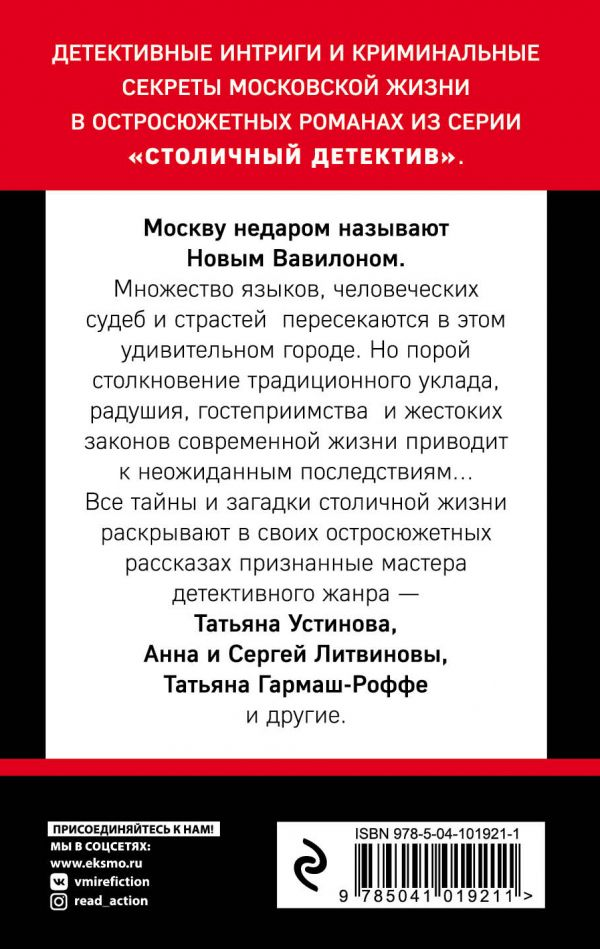 ДЕТЕКТИВНЫЕ ИНТРИГИ И КРИМИНАЛЬНЫЕ
СЕКРЕТЫ МОСКОВСКОЙ ЖИЗНИ
В ОСТРОСЮЖЕТНЫХ РОМАНАХ ИЗ СЕРИИ
«СТОЛИЧНЫЙ ДЕТЕКТИВ».
Москву недаром называют
Новым Вавилоном.
Множество языков, человеческих
судеб и страстей пересекаются в этом
удивительном городе. Но порой
столкновение традиционного уклада,
радушия, гостеприимства и жестоких
законов современной жизни приводит
к неожиданным последствиям...
Все тайны и загадки столичной жизни
раскрывают в своих остросюжетных
рассказах признанные мастера
детективного жанра —
Татьяна Устинова,
Анна и Сергей Литвиновы,
Татьяна Гармаш-Роффе
и другие.
ПРИСОЕДИНЯЙТЕСЬ К НАМ!
МЫ В СОЦСЕТЯХ:
www.eksmo.ru
vmirefiction
read_action
ISBN 978-5-04-101921-1
9 785041 019211 >